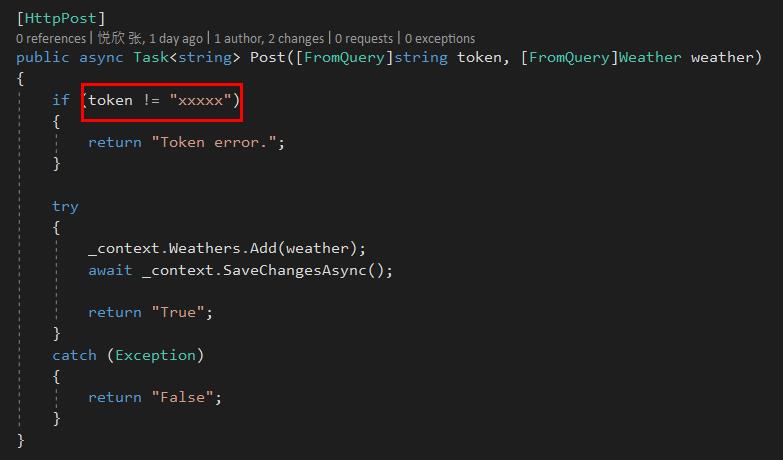 [HttpPost]
0 references | 悦欣 张, 1 day ago | 1 author, 2 changes | 0 requests | 0 exceptions
public async Task<string> Post([FromQuery]string token, [FromQuery]Weather weather)
{
if (token != "xxxxx")
{
return "Token error.";
}
try
{
_context.Weathers.Add(weather);
await _context.SaveChangesAsync();
return "True";
}
catch (Exception)
{
return "False";
}
}